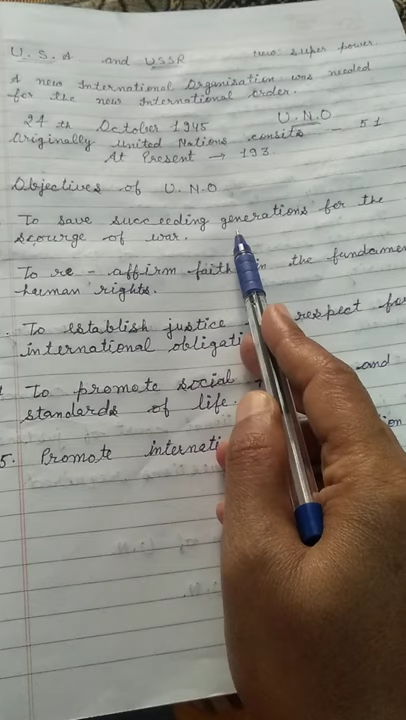 U. S. A and USSR two super power.
A new International Organisation was needed
for the new International order.
U. N. O
24 th October 1945
Originally United Nations consits - 51
At Present → 193
Objectives of U. N. O
To save succeeding generations for the
scourge of war.
To re - affirm faith in the fundamen
human rights.
To establish justice respect for
international obligati
To promote social and
standards of life.
5. Promote internati